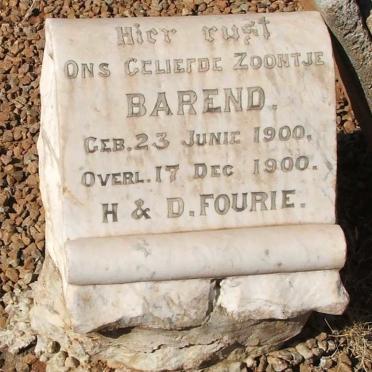 Hier rust
ONS GELIEFDE ZOONTJE
BAREND.
GEB. 23 JUNIE 1900.
OVERL. 17 DEC 1900.
H & D. FOURIE.